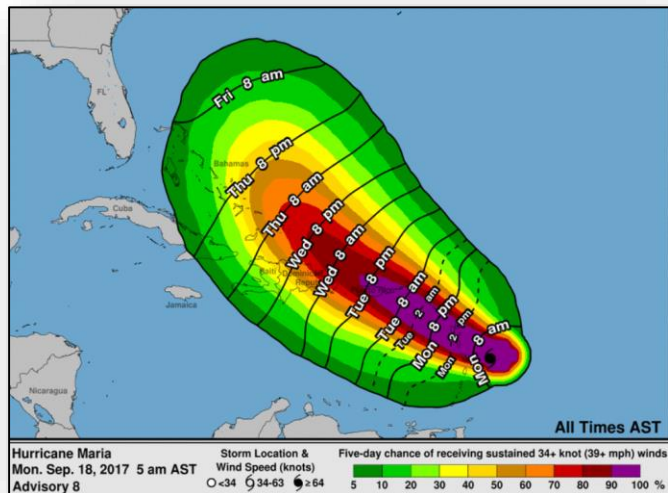 FL
Fri 8 am
Bahamas
Thu 8 pm
Thu 8 am
Cuba
Wed 8 pm
Wed 8 am
Haiti
Dominican
Repu
Jamaica
Tue 8 pm
Tue 8 am
Tue 2 am
Mon 8 pm
Mon 2 pm
Mon 8 am
Nicaragua
All Times AST
Hurricane Maria
Mon. Sep. 18, 2017 5 am AST
Advisory 8
Storm Location &
Wind Speed (knots)
<34 34-63 ≥64
Five-day chance of receiving sustained 34+ knot (39+ mph) winds
5 10 20 30 40 50 60 70 80 90 100 %